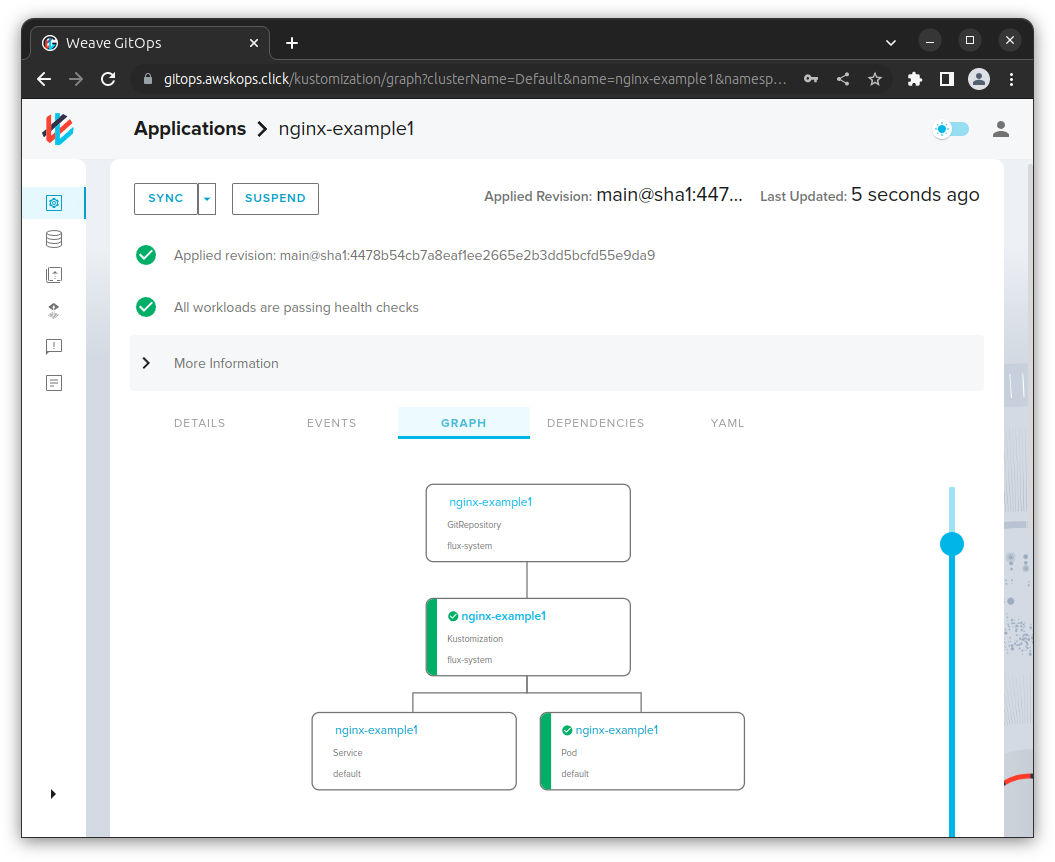 Weave GitOps
gitops.awskops.click/kustomization/graph?clusterName=Default&name=nginx-example1&namesp...
Applications > nginx-example1
SYNC SUSPEND Applied Revision: main@sha1:447... Last Updated: 5 seconds ago
Applied revision: main@sha1:4478b54cb7a8eaf1ee2665e2b3dd5bcfd55e9da9
All workloads are passing health checks
More Information
DETAILS EVENTS GRAPH DEPENDENCIES YAML
nginx-example1
GitRepository
flux-system
nginx-example1
Kustomization
flux-system
nginx-example1
Service
default
nginx-example1
Pod
default